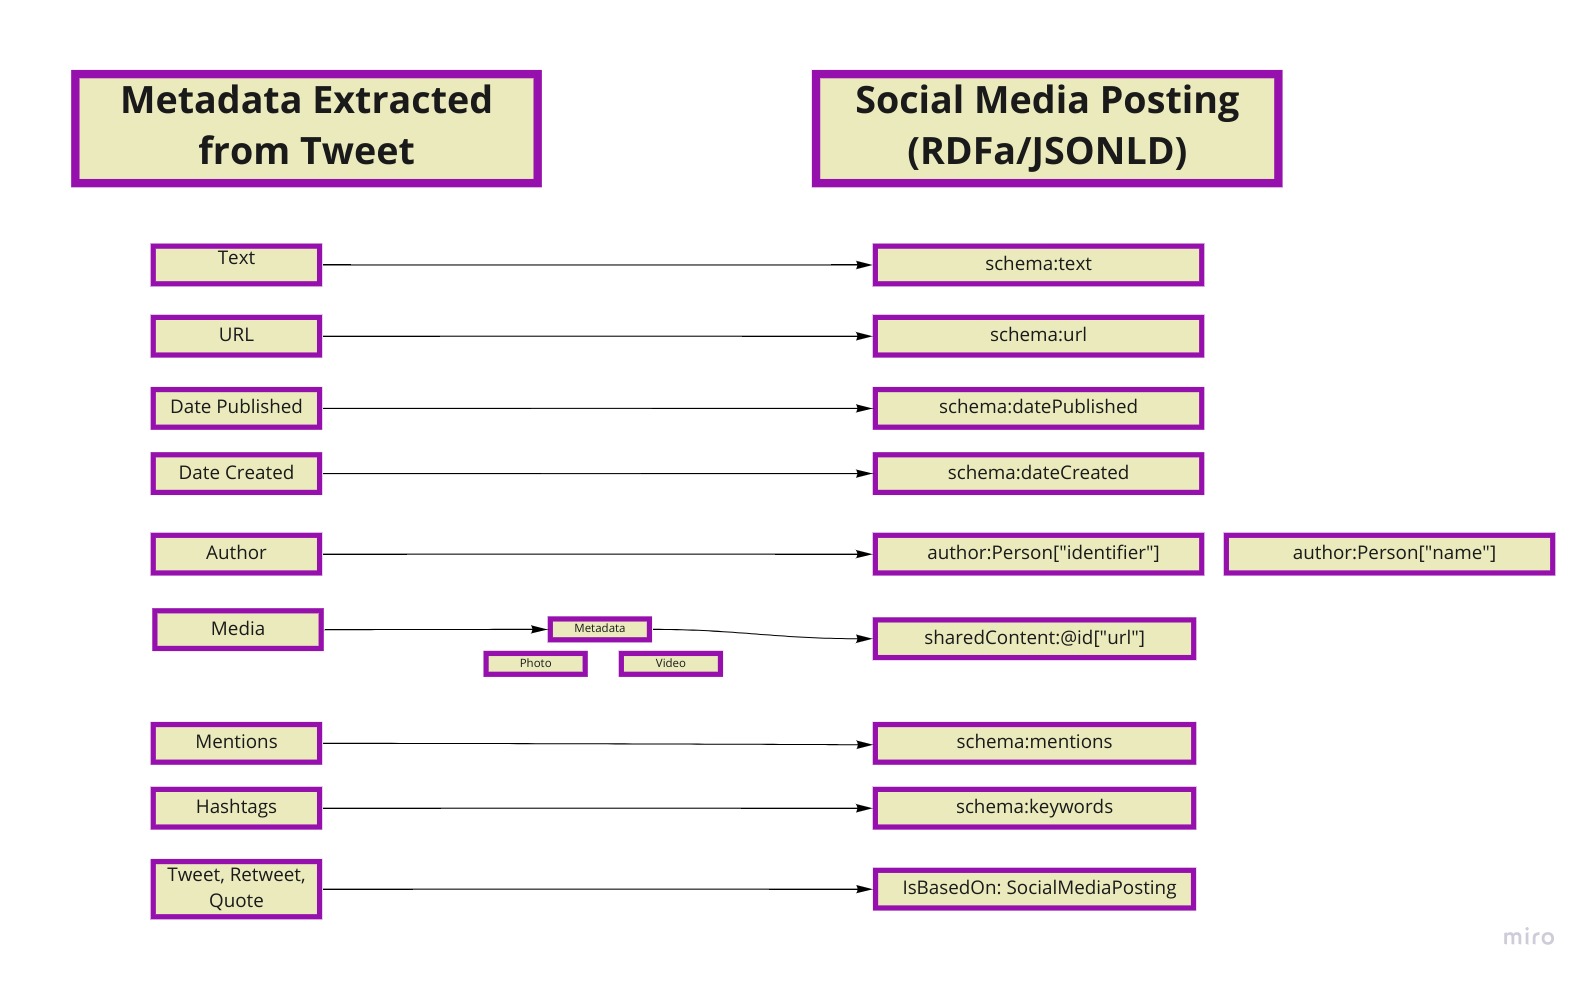 Metadata Extracted
from Tweet
Social Media Posting
(RDFa/JSONLD)
Text
schema:text
URL
schema:url
Date Published
schema:datePublished
Date Created
schema:dateCreated
Author
author:Person["identifier"]
author:Person["name"]
Media
Metadata
Photo
Video
sharedContent:@id["url"]
Mentions
schema:mentions
Hashtags
schema:keywords
Tweet, Retweet,
Quote
IsBasedOn: SocialMediaPosting
miro